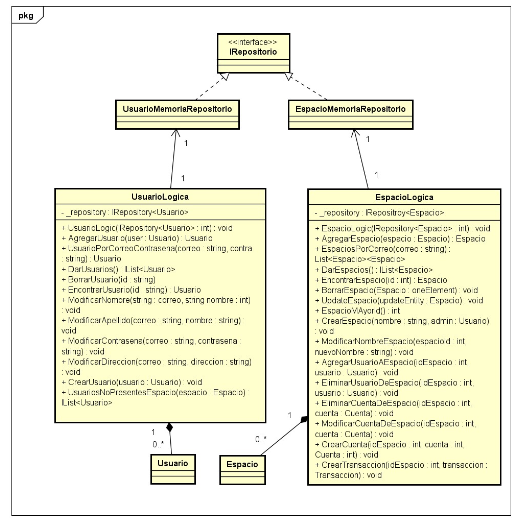 pkg
<<interface>>
IRepositorio
UsuarioMemoriaRepositorio
EspacioMemoriaRepositorio
1
1
1
1
UsuarioLogica
- _repository : IRepository<Usuario>
+ UsuarioLogic(IRepository<Usuario> : int) : void
+ AgregarUsuario(user : Usuario) : Usuario
+ UsuarioPorCorreoContrasena(correo : string, contra
: string) : Usuario
+ DarUsuarios() : IList<Usuario>
+ BorrarUsuario(id : string)
+ EncontrarUsuario(id : string) : Usuario
+ ModificarNombre(string : correo, string nombre : int)
: void
+ ModificarApellido(correo : string, nombre : string) :
void
+ ModificarContrasena(correo : string, contrasena :
string) : void
+ ModificarDireccion(correo : string, direccion : string)
: void
+ CrearUsuario(usuario : Usuario) : void
+ UsuariosNoPresentesEspacio(espacio : Espacio) :
IList<Usuario>
EspacioLogica
- _repository : IRepositroy<Espacio>
+ Espacio_ogic(IRepository<Espacio> : int) : void
+ AgregarEspacio(espacio : Espacio) : Espacio
+ EspaciosPorCorreo(correo : string) :
List<Espacio><Espacio>
+ DarEspacios() : IList<Espacio>
+ EncontrarEspacio(id : int) : Espacio
+ BorrarEspacio(Espacio : oneElement) : void
+ UpdateEspacio(updateEntity : Espacio) : void
+ EspacioMAyorId() : int
+ CrearEspacio(nombre : string, admin : Usuario)
: void
+ ModificarNombreEspacio(espacioId : int,
nuevoNombre : string) : void
+ AgregarUsuarioAEspacio(idEspacio : int,
usuario : Usuario) : void
+ EliminarUsuarioDeEspacio(idEspacio : int,
usuario : Usuario) : void
+ EliminarCuentaDeEspacio(idEspacio : int,
cuenta : Cuenta) : void
+ ModificarCuentaDeEspacio(idEspacio : int,
cuenta : Cuenta) : void
+ CrearCuenta(idEspacio : int, cuenta : int,
Cuenta : int) : void
+ CrearTransaccion(idEspacio : int, transaccion :
Transaccion) : void
1
0..*
1
0..*
Usuario
Espacio